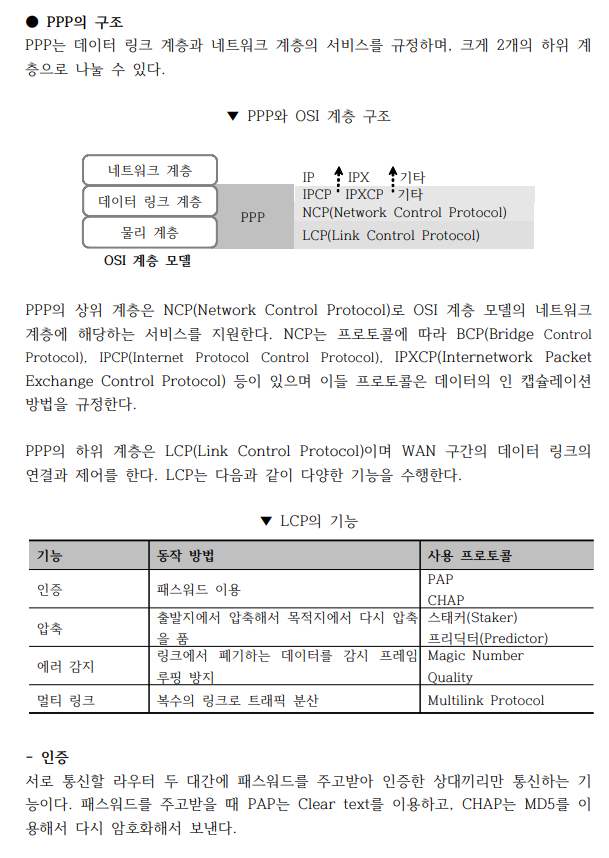 ● PPP의 구조
PPP는 데이터 링크 계층과 네트워크 계층의 서비스를 규정하며, 크게 2개의 하위 계
층으로 나눌 수 있다.
▼ PPP와 OSI 계층 구조
네트워크 계층
데이터 링크 계층
물리 계층
OSI 계층 모델
PPP
IP IPX 기타
IPCP IPXCP 기타
NCP(Network Control Protocol)
LCP(Link Control Protocol)
PPP의 상위 계층은 NCP(Network Control Protocol)로 OSI 계층 모델의 네트워크
계층에 해당하는 서비스를 지원한다. NCP는 프로토콜에 따라 BCP(Bridge Control
Protocol), IPCP(Internet Protocol Control Protocol), IPXCP(Internetwork Packet
Exchange Control Protocol) 등이 있으며 이들 프로토콜은 데이터의 인 캡슐레이션
방법을 규정한다.
PPP의 하위 계층은 LCP(Link Control Protocol)이며 WAN 구간의 데이터 링크의
연결과 제어를 한다. LCP는 다음과 같이 다양한 기능을 수행한다.
▼ LCP의 기능
기능 동작 방법 사용 프로토콜
인증 패스워드 이용 PAP
CHAP
압축 출발지에서 압축해서 목적지에서 다시 압축 스태커(Staker)
을 품 프리딕터(Predictor)
에러 감지 링크에서 폐기하는 데이터를 감시 프레임 Magic Number
루핑 방지 Quality
멀티 링크 복수의 링크로 트래픽 분산 Multilink Protocol
- 인증
서로 통신할 라우터 두 대간에 패스워드를 주고받아 인증한 상대끼리만 통신하는 기
능이다. 패스워드를 주고받을 때 PAP는 Clear text를 이용하고, CHAP는 MD5를 이
용해서 다시 암호화해서 보낸다.